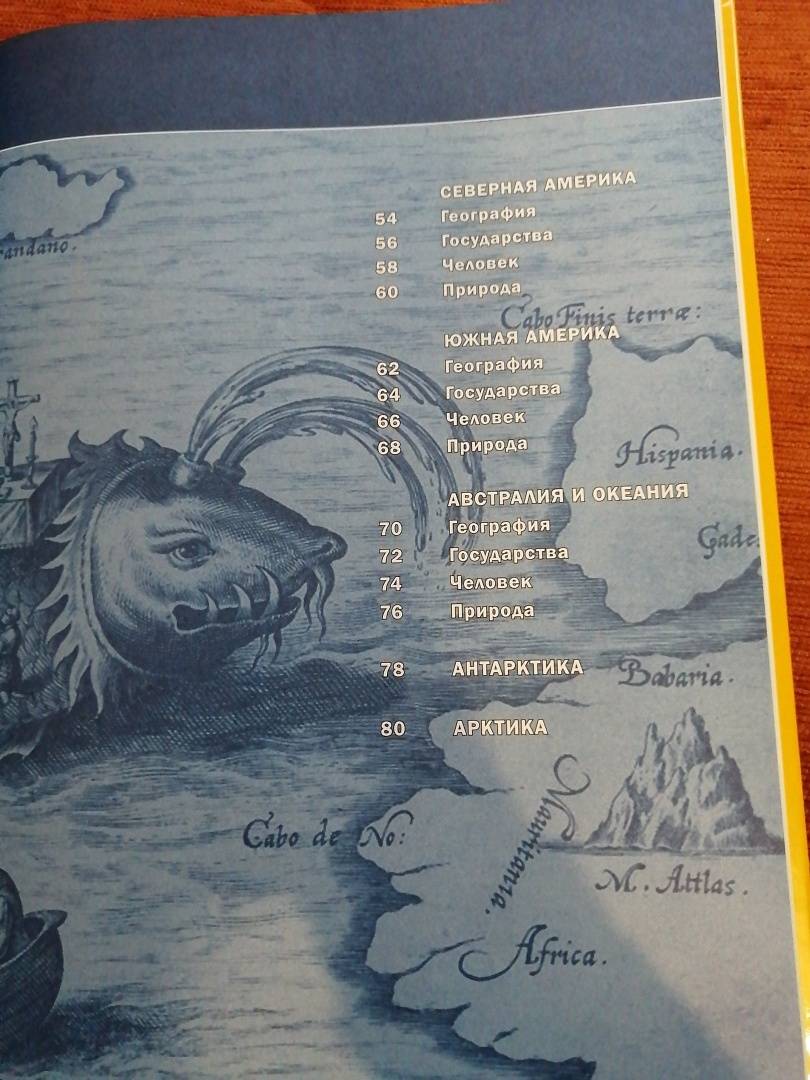 СЕВЕРНАЯ АМЕРИКА
54 География
56 Государства
58 Человек
60 Природа
Cabo Finis terræ:
ЮЖНАЯ АМЕРИКА
62 География
64 Государства
66 Человек
68 Природа
Hispania.
АВСТРАЛИЯ И ОКЕАНИЯ
70 География
72 Государства
74 Человек
76 Природа
78 АНТАРКТИКА
Babaria.
80 АРКТИКА
Cabo de No:
Mauritania.
M. Attlas.
Africa.